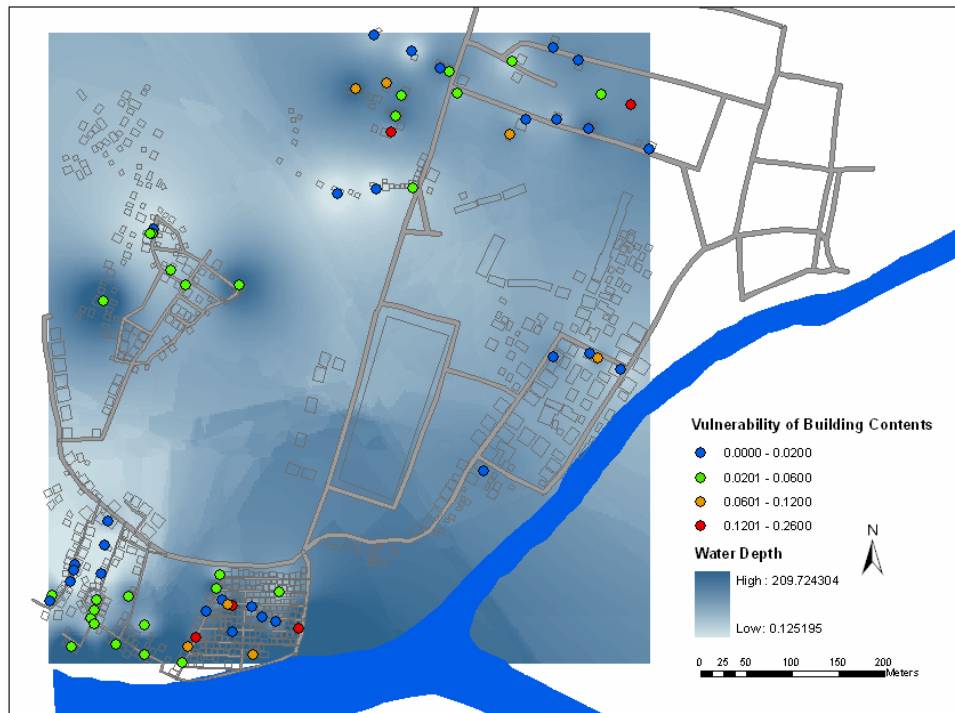 Vulnerability of Building Contents
0.0000 - 0.0200
0.0201 - 0.0600
0.0601 - 0.1200
0.1201 - 0.2600
N
Water Depth
High : 209.724304
Low : 0.125195
0 25 50 100 150 200
Meters